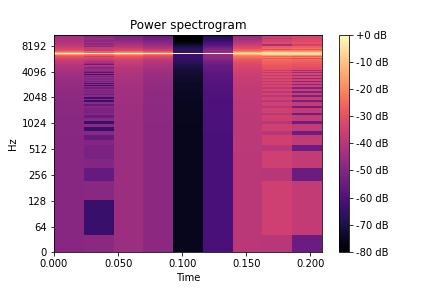 Power spectrogram
8192
4096
2048
1024
512
256
128
64
0
Hz
0.000 0.050 0.100 0.150 0.200
Time
+0 dB
-10 dB
-20 dB
-30 dB
-40 dB
-50 dB
-60 dB
-70 dB
-80 dB